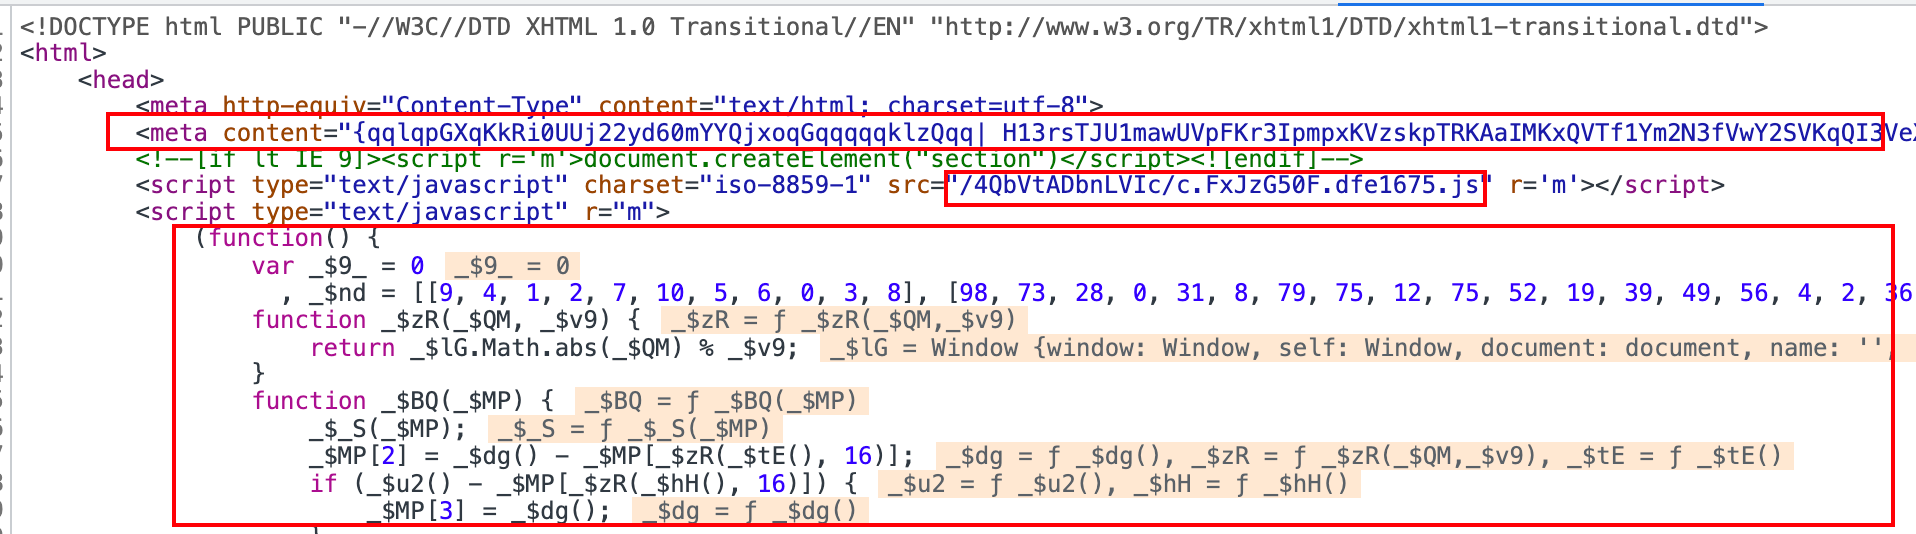 <!DOCTYPE html PUBLIC "-//W3C//DTD XHTML 1.0 Transitional//EN" "http://www.w3.org/TR/xhtml1/DTD/xhtml1-transitional.dtd">
<html>
<head>
<meta http-equiv="Content-Type" content="text/html; charset=utf-8">
<meta content="{qqlqpGXqKkRi0UUj22yd60mYYQjxoqGqqqqqklzQqq| H13rsTJU1mawUVpFKr3IpmpxKVzskpTRKAaIMKxQVTf1Ym2N3fVwY2SVKqQI3VeX
<!--[if lt IE 9]><script r='m'>document.createElement("section")</script><![endif]-->
<script type="text/javascript" charset="iso-8859-1" src="/4QbVtADbnLVIc/c.FxJzG50F.dfe1675.js" r='m'></script>
<script type="text/javascript" r="m">
(function() {
var _$9_ = 0 _$9_ = 0
, _$nd = [[9, 4, 1, 2, 7, 10, 5, 6, 0, 3, 8], [98, 73, 28, 0, 31, 8, 79, 75, 12, 75, 52, 19, 39, 49, 56, 4, 2, 36
function _$zR(_$QM, _$v9) { _$zR = ƒ _$zR(_$QM,_$v9)
return _$lG.Math.abs(_$QM) % _$v9; _$lG = Window {window: Window, self: Window, document: document, name: '',
}
function _$BQ(_$MP) { _$BQ = ƒ _$BQ(_$MP)
_$_S(_$MP); _$_S = ƒ _$_S(_$MP)
_$MP[2] = _$dg() - _$MP[_$zR(_$tE(), 16)]; _$dg = ƒ _$dg(), _$zR = ƒ _$zR(_$QM,_$v9), _$tE = ƒ _$tE()
if (_$u2() - _$MP[_$zR(_$hH(), 16)]) { _$u2 = ƒ _$u2(), _$hH = ƒ _$hH()
_$MP[3] = _$dg(); _$dg = ƒ _$dg()